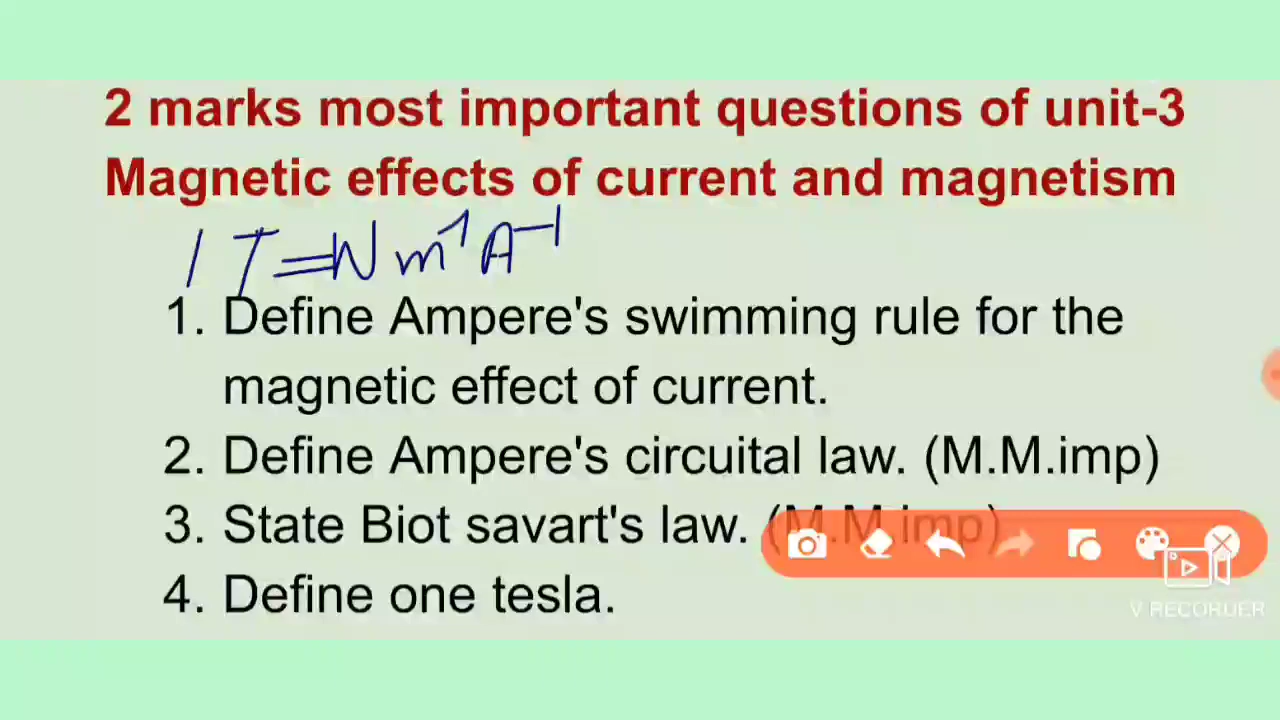 2 marks most important questions of unit-3
Magnetic effects of current and magnetism
1 T = N m⁻¹ A⁻¹
1. Define Ampere's swimming rule for the
magnetic effect of current.
2. Define Ampere's circuital law. (M.M.imp)
3. State Biot savart's law. (M.M.imp)
4. Define one tesla.
V RECORDER